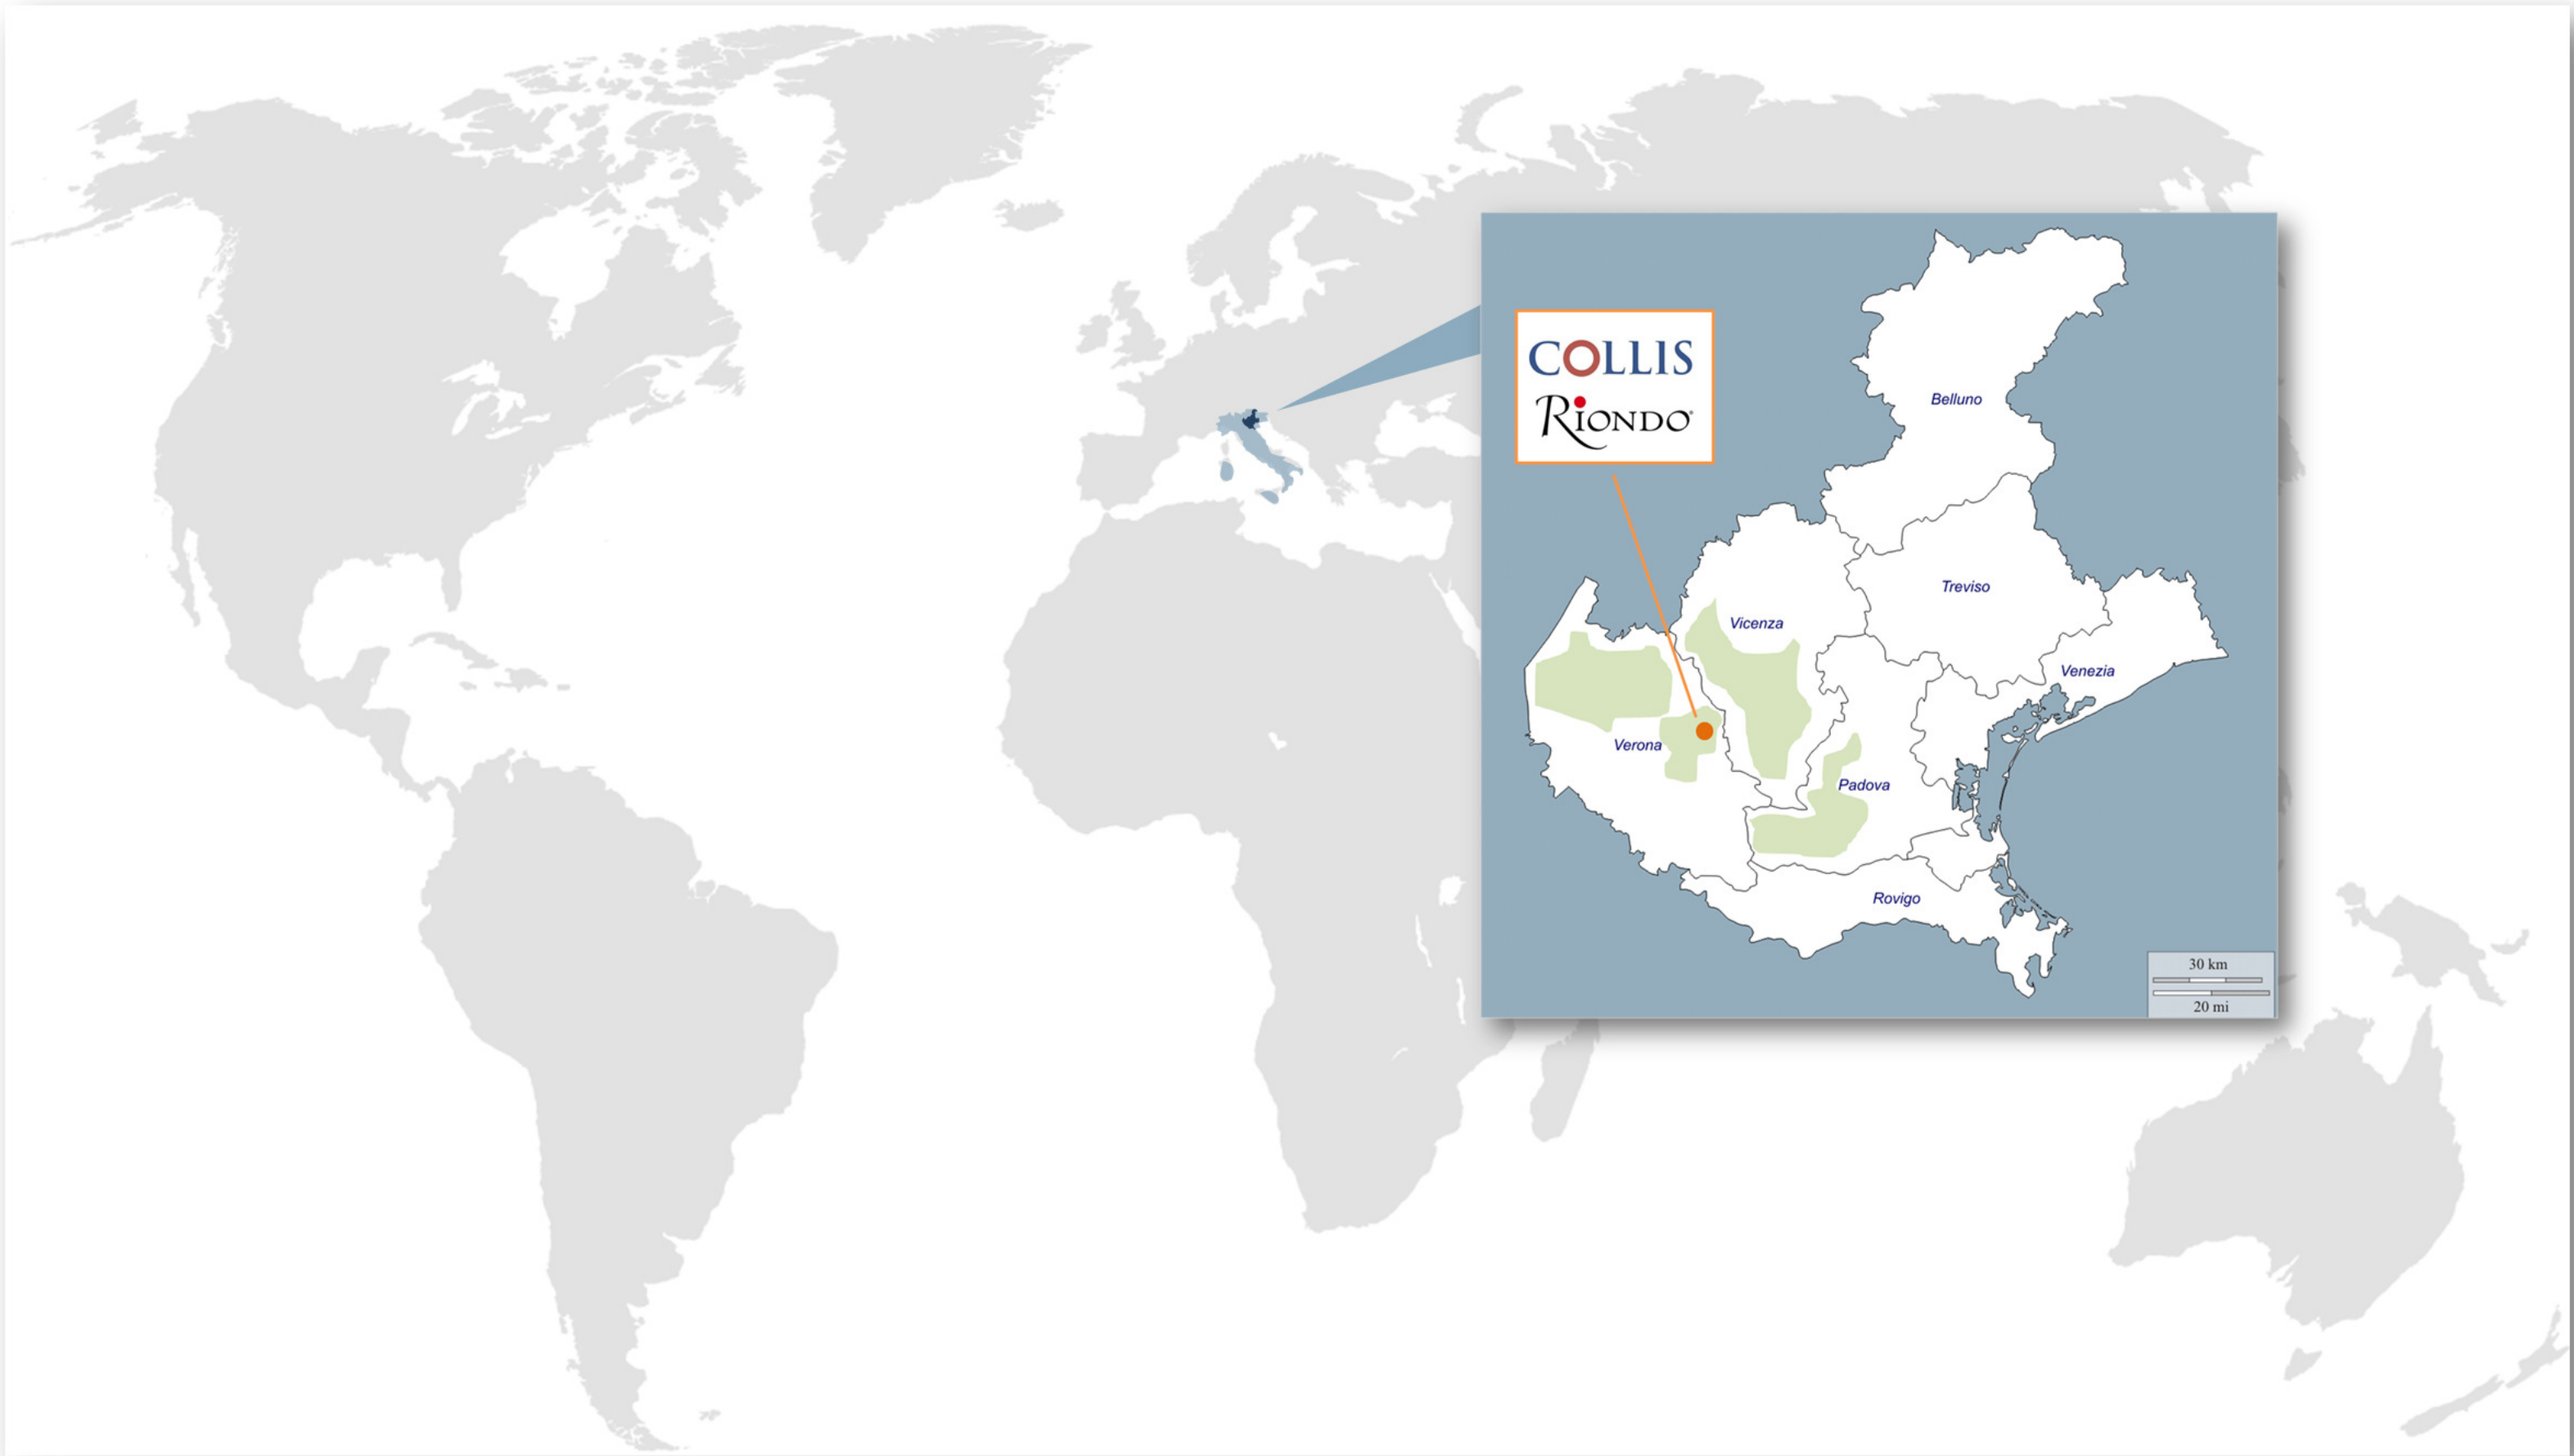 COLLIS
RIONDO®
Belluno
Treviso
Vicenza
Venezia
Verona
Padova
Rovigo
30 km
20 mi